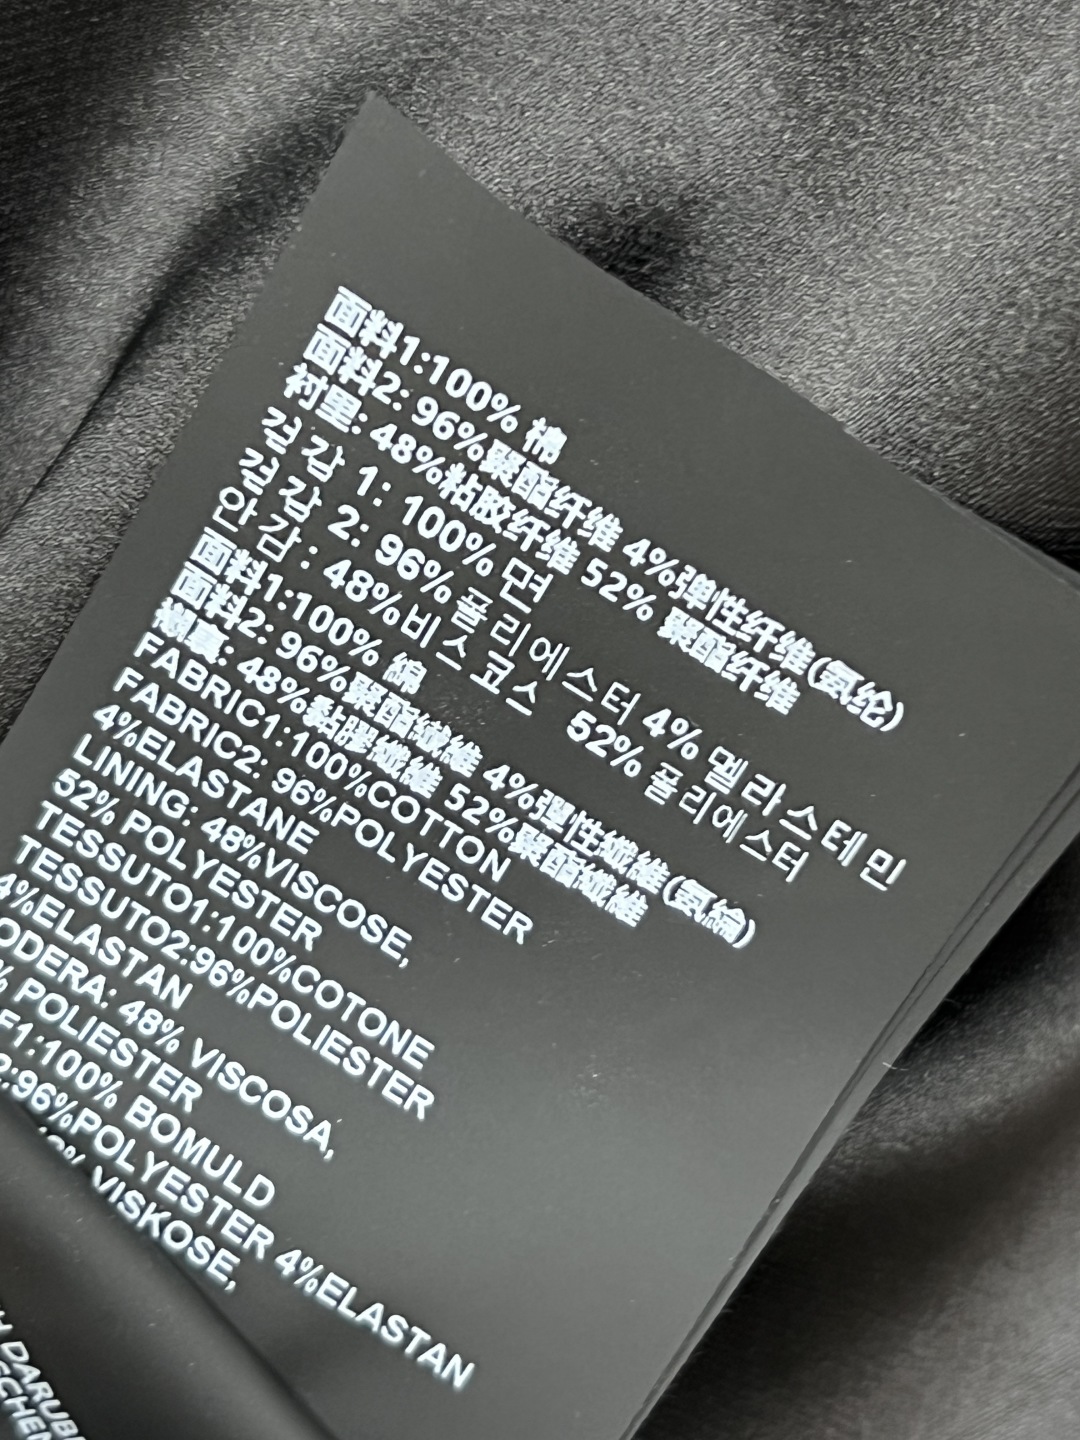 面料1:100% 棉
面料2: 96%聚酯纤维 4%弹性纤维(氨纶)
衬里: 48%粘胶纤维 52% 聚酯纤维
겉감 1: 100% 면
겉감 2: 96% 폴리에스터 4% 멜라스테민
안감: 48%비스코스 52% 폴리에스터
面料1:100% 綿
面料2: 96%聚酯纖維 4%彈性纖維(氨綸)
襯裏: 48%黏膠纖維 52%聚酯纖維
FABRIC1:100%COTTON
FABRIC2: 96%POLYESTER
4%ELASTANE
LINING: 48%VISCOSE,
52% POLYESTER
TESSUTO1:100%COTONE
TESSUTO2:96%POLIESTER
4%ELASTAN
ODERA: 48% VISCOSA,
% POLIESTER
F1:100% BOMULD
2:96%POLYESTER 4%ELASTAN
8% VISKOSE,
H DARUBE
SCHEN